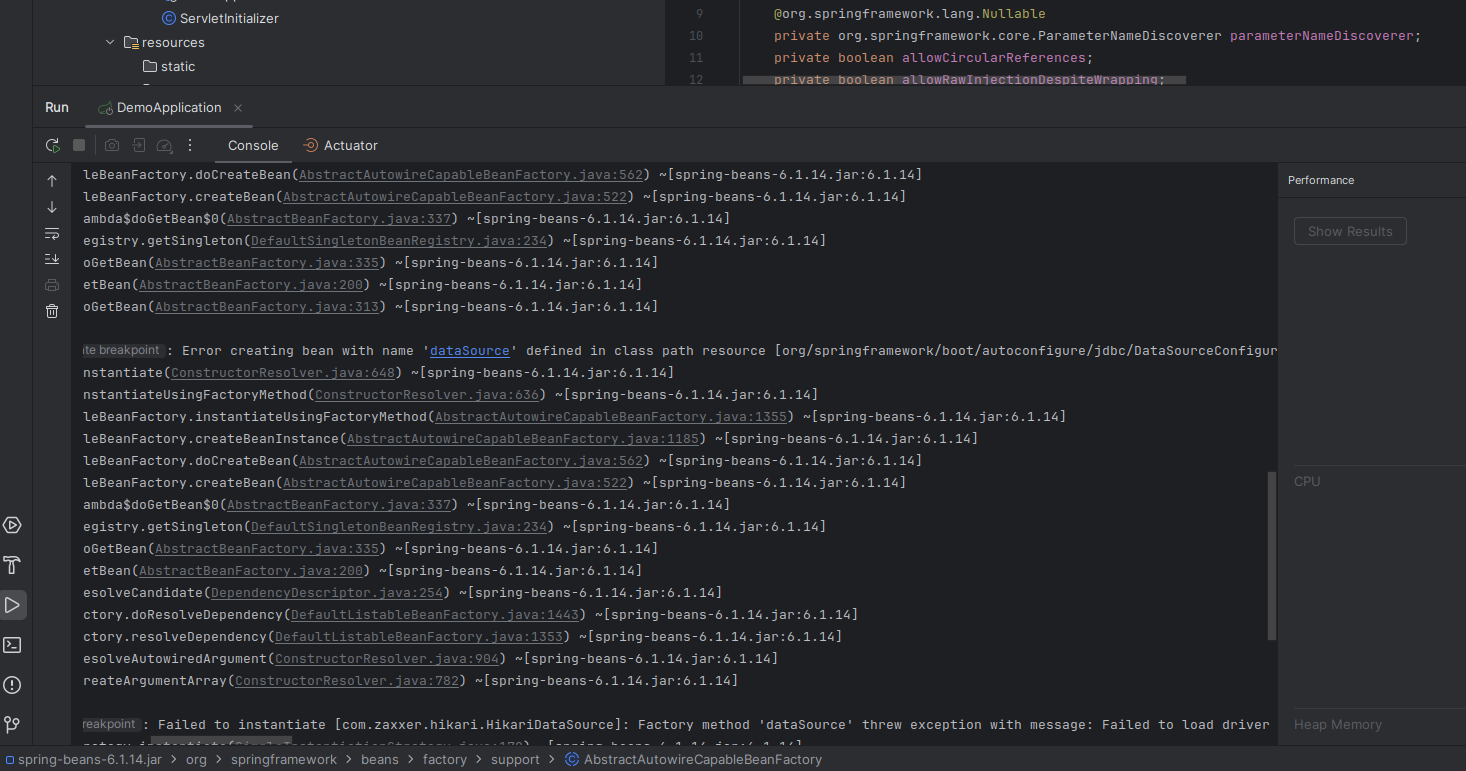 ServletInitializer
resources
static
9 @org.springframework.lang.Nullable
10 private org.springframework.core.ParameterNameDiscoverer parameterNameDiscoverer;
11 private boolean allowCircularReferences;
12 private boolean allowRawInjectionDespiteWrapping;
Run DemoApplication
Console Actuator
leBeanFactory.doCreateBean(AbstractAutowireCapableBeanFactory.java:562) ~[spring-beans-6.1.14.jar:6.1.14]
leBeanFactory.createBean(AbstractAutowireCapableBeanFactory.java:522) ~[spring-beans-6.1.14.jar:6.1.14]
ambda$doGetBean$0(AbstractBeanFactory.java:337) ~[spring-beans-6.1.14.jar:6.1.14]
egistry.getSingleton(DefaultSingletonBeanRegistry.java:234) ~[spring-beans-6.1.14.jar:6.1.14]
oGetBean(AbstractBeanFactory.java:335) ~[spring-beans-6.1.14.jar:6.1.14]
etBean(AbstractBeanFactory.java:200) ~[spring-beans-6.1.14.jar:6.1.14]
oGetBean(AbstractBeanFactory.java:313) ~[spring-beans-6.1.14.jar:6.1.14]
te breakpoint : Error creating bean with name 'dataSource' defined in class path resource [org/springframework/boot/autoconfigure/jdbc/DataSourceConfigur
nstantiate(ConstructorResolver.java:648) ~[spring-beans-6.1.14.jar:6.1.14]
nstantiateUsingFactoryMethod(ConstructorResolver.java:636) ~[spring-beans-6.1.14.jar:6.1.14]
leBeanFactory.instantiateUsingFactoryMethod(AbstractAutowireCapableBeanFactory.java:1355) ~[spring-beans-6.1.14.jar:6.1.14]
leBeanFactory.createBeanInstance(AbstractAutowireCapableBeanFactory.java:1185) ~[spring-beans-6.1.14.jar:6.1.14]
leBeanFactory.doCreateBean(AbstractAutowireCapableBeanFactory.java:562) ~[spring-beans-6.1.14.jar:6.1.14]
leBeanFactory.createBean(AbstractAutowireCapableBeanFactory.java:522) ~[spring-beans-6.1.14.jar:6.1.14]
ambda$doGetBean$0(AbstractBeanFactory.java:337) ~[spring-beans-6.1.14.jar:6.1.14]
egistry.getSingleton(DefaultSingletonBeanRegistry.java:234) ~[spring-beans-6.1.14.jar:6.1.14]
oGetBean(AbstractBeanFactory.java:335) ~[spring-beans-6.1.14.jar:6.1.14]
etBean(AbstractBeanFactory.java:200) ~[spring-beans-6.1.14.jar:6.1.14]
esolveCandidate(DependencyDescriptor.java:254) ~[spring-beans-6.1.14.jar:6.1.14]
ctory.doResolveDependency(DefaultListableBeanFactory.java:1443) ~[spring-beans-6.1.14.jar:6.1.14]
ctory.resolveDependency(DefaultListableBeanFactory.java:1353) ~[spring-beans-6.1.14.jar:6.1.14]
esolveAutowiredArgument(ConstructorResolver.java:904) ~[spring-beans-6.1.14.jar:6.1.14]
reateArgumentArray(ConstructorResolver.java:782) ~[spring-beans-6.1.14.jar:6.1.14]
reakpoint : Failed to instantiate [com.zaxxer.hikari.HikariDataSource]: Factory method 'dataSource' threw exception with message: Failed to load driver
Performance
Show Results
CPU
Heap Memory
spring-beans-6.1.14.jar > org > springframework > beans > factory > support > AbstractAutowireCapableBeanFactory